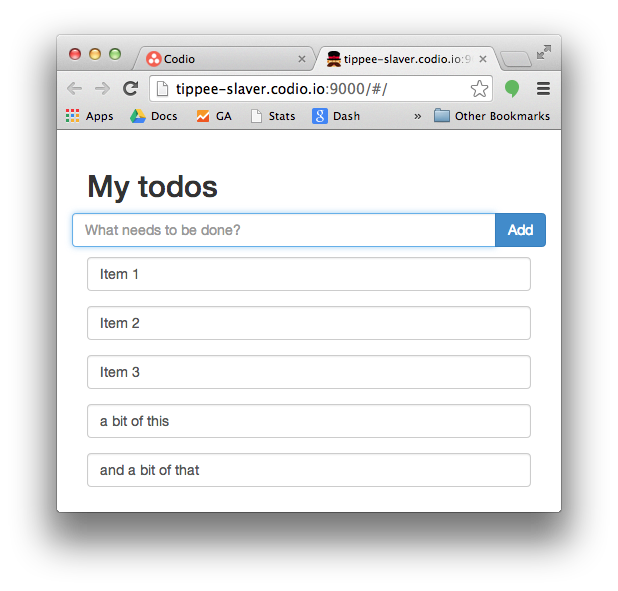 Codio
tippee-slaver.codio.io:9
tippee-slaver.codio.io:9000/#/
Apps Docs GA Stats Dash » Other Bookmarks
My todos
What needs to be done? Add
Item 1
Item 2
Item 3
a bit of this
and a bit of that